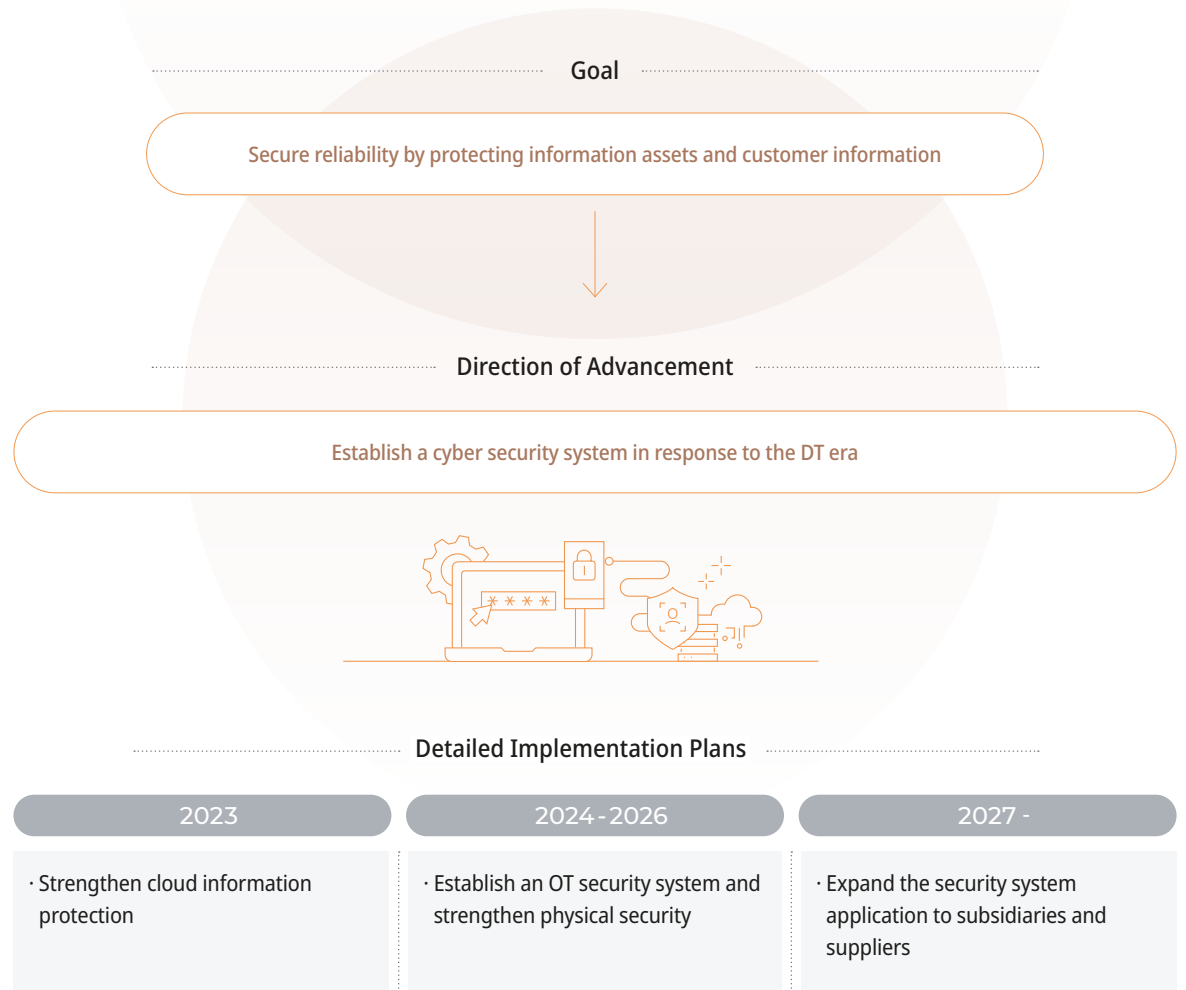 Goal
Secure reliability by protecting information assets and customer information
Direction of Advancement
Establish a cyber security system in response to the DT era
****
Detailed Implementation Plans
2023
2024-2026
2027 -
· Strengthen cloud information
protection
· Establish an OT security system and
strengthen physical security
· Expand the security system
application to subsidiaries and
suppliers